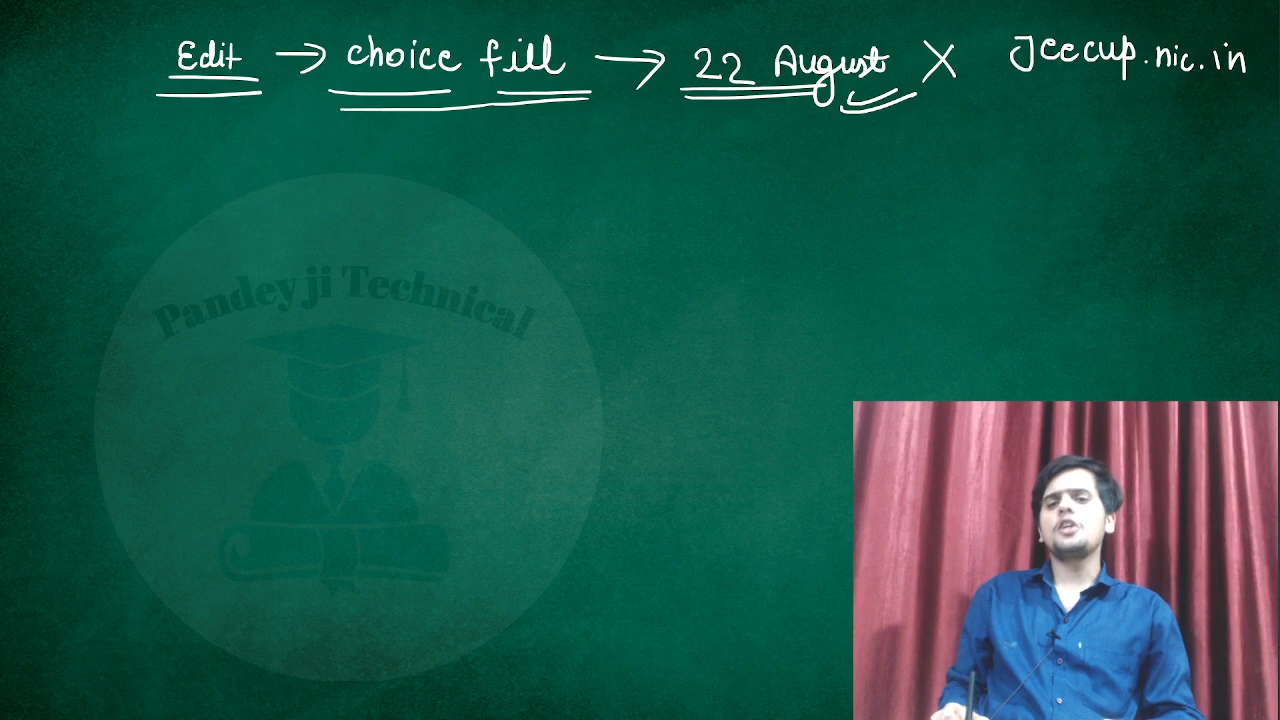 Edit → choice fill → 22 August X Jeecup.nic.in
Pandey ji Technical